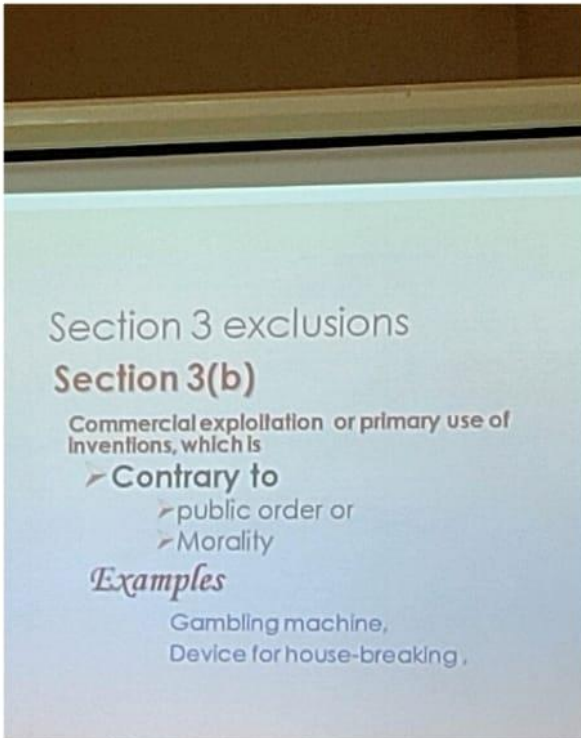 Section 3 exclusions
Section 3(b)
Commercial exploitation or primary use of
inventions, which is
➢Contrary to
➢public order or
➢Morality
Examples
Gambling machine,
Device for house-breaking ,